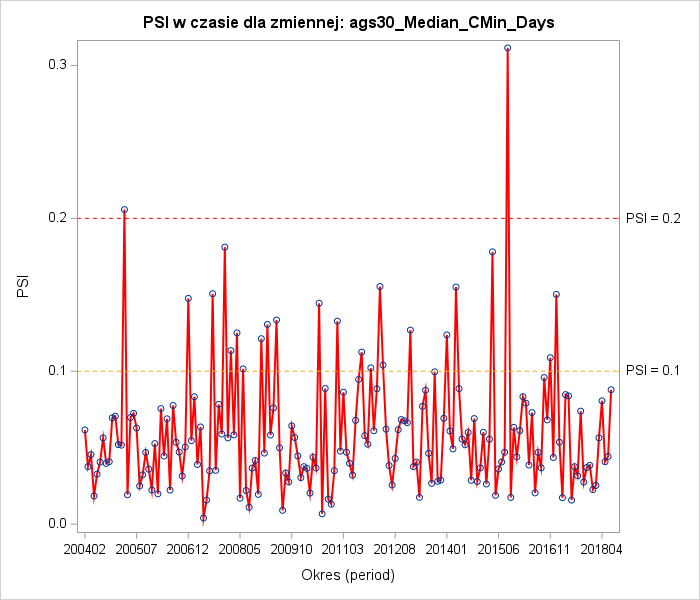 PSI w czasie dla zmiennej: ags30_Median_CMin_Days
0.3
0.2
PSI = 0.2
PSI
0.1
PSI = 0.1
0.0
200402 200507 200612 200805 200910 201103 201208 201401 201506 201611 201804
Okres (period)